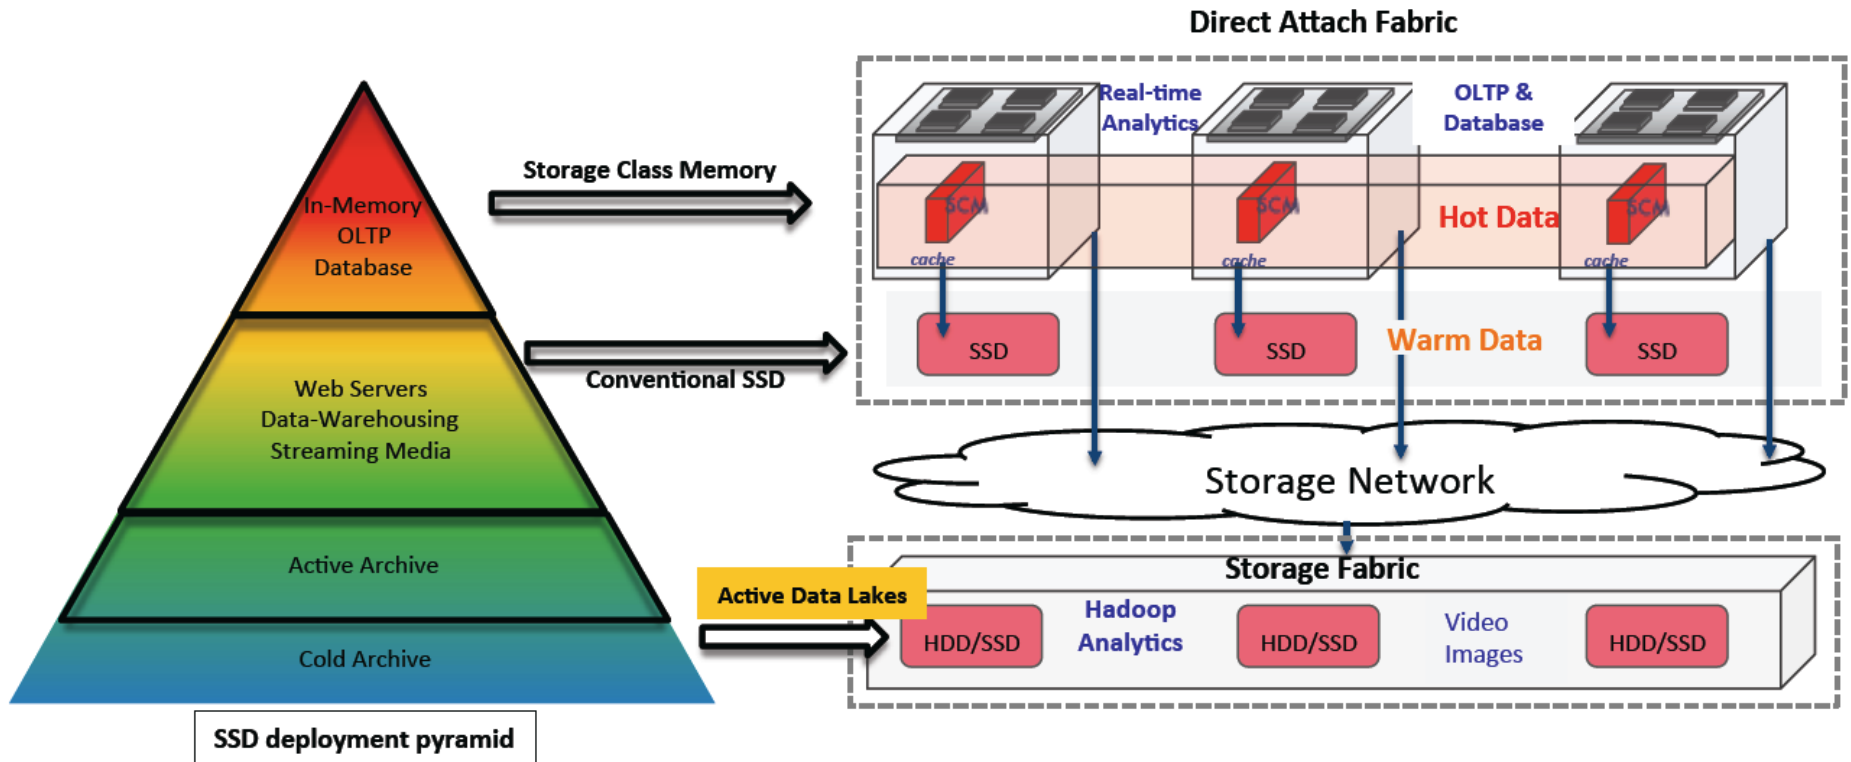 Direct Attach Fabric
Real-time
Analytics
OLTP &
Database
Storage Class Memory
In-Memory
OLTP
Database
SCM
SCM
SCM
Hot Data
cache
cache
cache
Conventional SSD
SSD
SSD
Warm Data
SSD
Web Servers
Data-Warehousing
Streaming Media
Storage Network
Active Archive
Storage Fabric
Active Data Lakes
HDD/SSD
Hadoop
Analytics
HDD/SSD
Video
Images
HDD/SSD
Cold Archive
SSD deployment pyramid